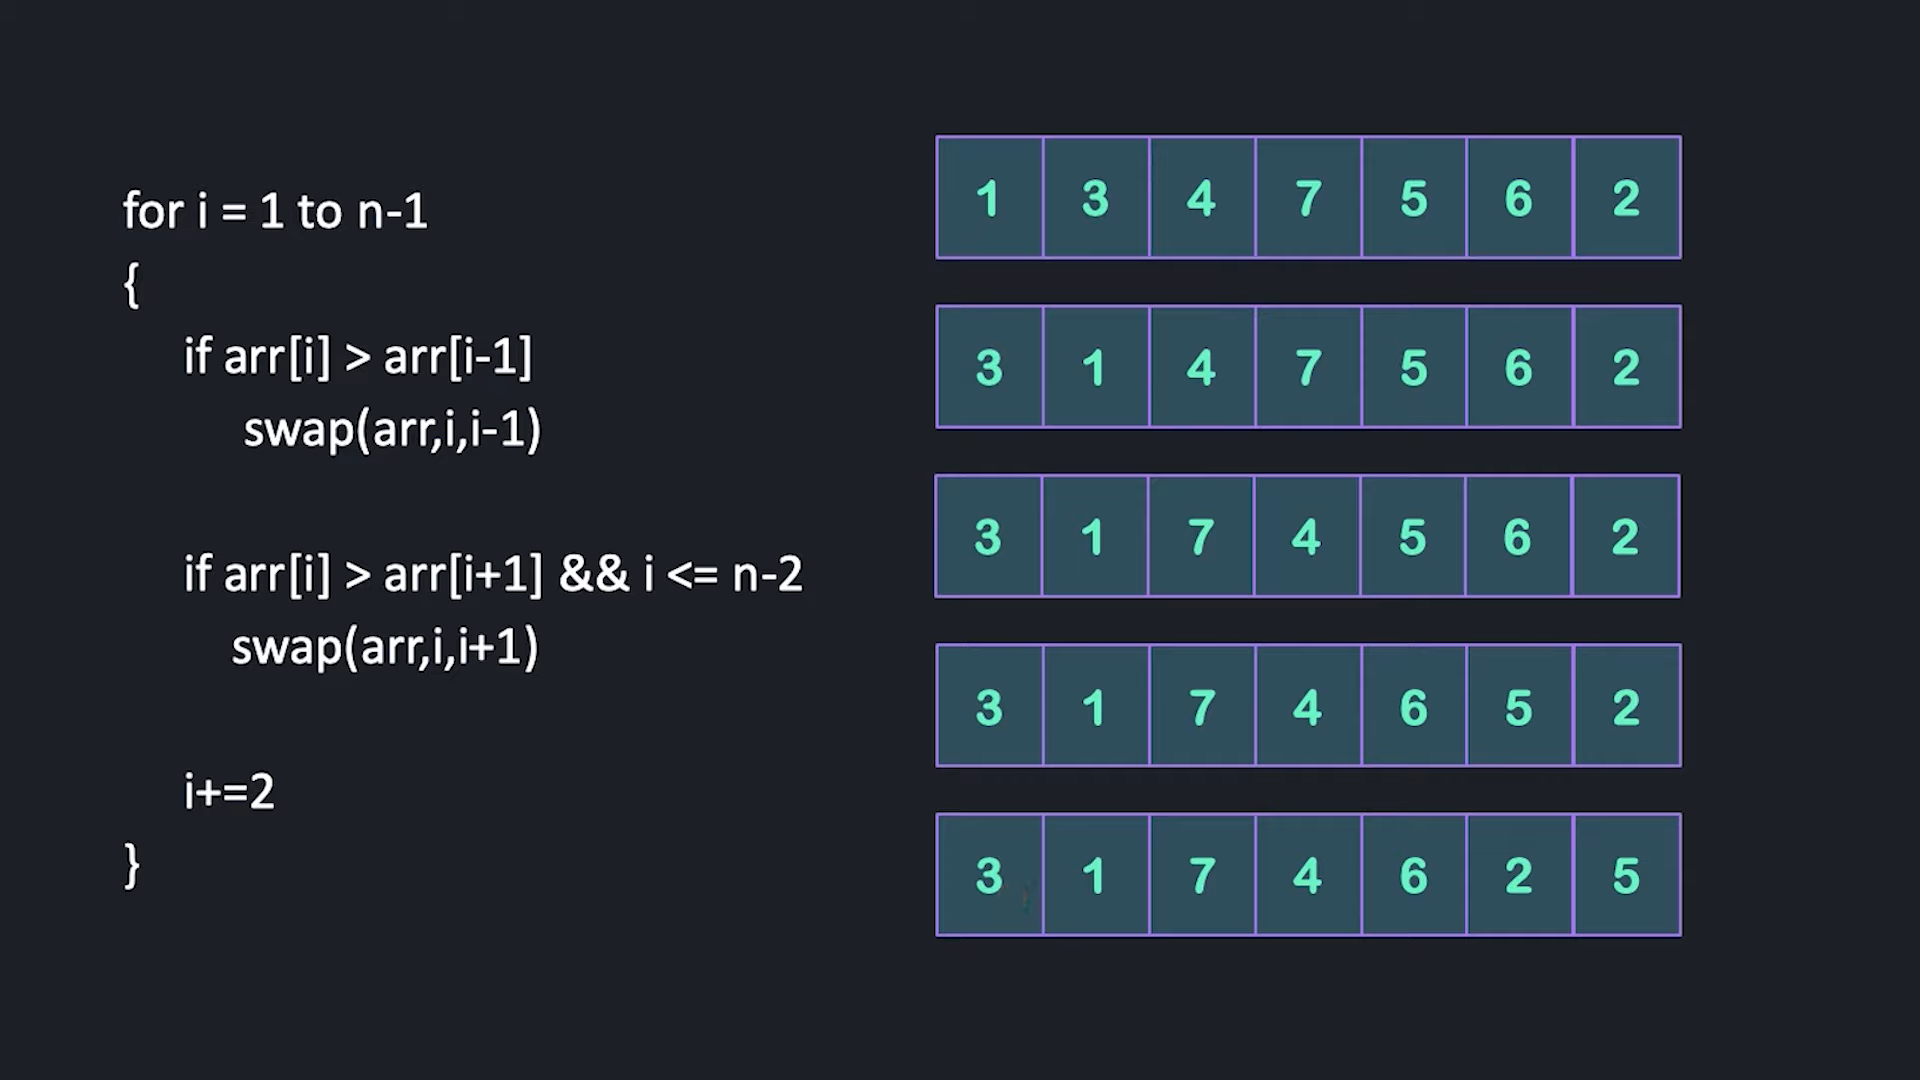 for i = 1 to n-1
{
if arr[i] > arr[i-1]
swap(arr,i,i-1)
if arr[i] > arr[i+1] && i <= n-2
swap(arr,i,i+1)
i+=2
}
1 3 4 7 5 6 2
3 1 4 7 5 6 2
3 1 7 4 5 6 2
3 1 7 4 6 5 2
3 1 7 4 6 2 5